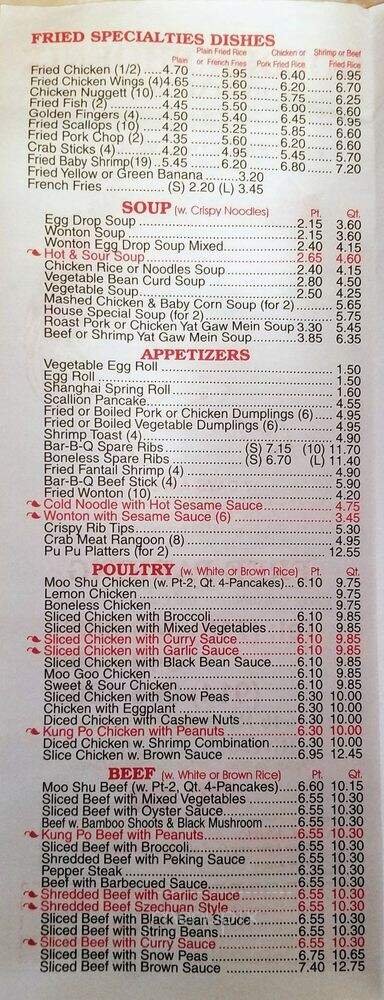 FRIED SPECIALTIES DISHES
Plain Fried Rice Chicken or Shrimp or Beef
Plain or French Fries Pork Fried Rice Fried Rice
Fried Chicken (1/2) .....4.70 .........5.95 .........6.40 .......6.95
Fried Chicken Wings (4)4.65 .........5.60 .........6.20 .......6.70
Chicken Nuggett (10)..4.20 .........5.55 .........5.75 .......6.25
Fried Fish (2) ..............4.45 .........5.50 .........6.20 .......6.60
Golden Fingers (4)......4.50 .........5.40 .........6.45 .......6.95
Fried Scallops (10) .....4.20 .........5.25 .........5.85 .......6.60
Fried Pork Chop (2) ....4.35 .........5.60 .........6.20 .......6.60
Crab Sticks (4) ...........4.20 .........4.95 .........5.45 .......5.70
Fried Baby Shrimp(19)..5.45 .........6.20 .........6.80 .......7.20
Fried Yellow or Green Banana .........3.20
French Fries ...............(S) 2.20 (L) 3.45
SOUP (w. Crispy Noodles) Pt. Qt.
Egg Drop Soup ........................................2.15 3.60
Wonton Soup ..........................................2.15 3.60
Wonton Egg Drop Soup Mixed...................2.40 4.15
Hot & Sour Soup .....................................2.65 4.60
Chicken Rice or Noodles Soup..................2.40 4.15
Vegetable Bean Curd Soup ......................2.80 4.50
Vegetable Soup........................................2.50 4.25
Mashed Chicken & Baby Corn Soup (for 2)........... 5.65
House Special Soup (for 2)................................... 5.75
Roast Pork or Chicken Yat Gaw Mein Soup 3.30 5.45
Beef or Shrimp Yat Gaw Mein Soup...........3.85 6.35
APPETIZERS
Vegetable Egg Roll ............................................... 1.50
Egg Roll ................................................................ 1.50
Shanghai Spring Roll............................................. 1.60
Scallion Pancake................................................... 4.55
Fried or Boiled Pork or Chicken Dumplings (6).... 4.95
Fried or Boiled Vegetable Dumplings (6).............. 4.95
Shrimp Toast (4) ................................................... 4.90
Bar-B-Q Spare Ribs....................(S) 7.15 (10) 11.70
Boneless Spare Ribs ..................(S) 6.70 (L) 11.40
Fried Fantail Shrimp (4) ........................................ 4.90
Bar-B-Q Beef Stick (4) .......................................... 5.90
Fried Wonton (10) ................................................. 4.20
Cold Noodle with Hot Sesame Sauce.................... 4.75
Wonton with Sesame Sauce (6) ............................ 3.45
Crispy Rib Tips...................................................... 5.30
Crab Meat Rangoon (8) ........................................ 4.95
Pu Pu Platters (for 2) ............................................ 12.55
POULTRY (w. White or Brown Rice) Pt. Qt.
Moo Shu Chicken (w. Pt-2, Qt. 4-Pancakes)... 6.10 9.75
Lemon Chicken ..................................................... 9.75
Boneless Chicken ................................................. 9.75
Sliced Chicken with Broccoli......................6.10 9.85
Sliced Chicken with Mixed Vegetables.......6.10 9.85
Sliced Chicken with Curry Sauce...............6.10 9.85
Sliced Chicken with Garlic Sauce..............6.10 9.85
Sliced Chicken with Black Bean Sauce......6.10 9.85
Moo Goo Chicken .....................................6.10 9.85
Sweet & Sour Chicken ..............................6.10 9.85
Sliced Chicken with Snow Peas................6.30 10.00
Chicken with Eggplant ..............................6.30 10.00
Diced Chicken with Cashew Nuts .............6.30 10.00
Kung Po Chicken with Peanuts.................6.30 10.00
Diced Chicken w. Shrimp Combination......6.30 10.00
Slice Chicken w. Brown Sauce..................6.95 12.45
BEEF (w. White or Brown Rice) Pt. Qt.
Moo Shu Beef (w. Pt-2, Qt. 4-Pancakes).....6.60 10.15
Sliced Beef with Mixed Vegetables ............6.55 10.30
Sliced Beef with Oyster Sauce...................6.55 10.30
Beef w. Bamboo Shoots & Black Mushroom ......6.55 10.30
Kung Po Beef with Peanuts.......................6.55 10.30
Sliced Beef with Broccoli...........................6.55 10.30
Shredded Beef with Peking Sauce ............6.55 10.30
Pepper Steak ............................................6.35 10.30
Beef with Barbecued Sauce......................6.55 10.30
Shredded Beef with Garlic Sauce..............6.55 10.30
Shredded Beef Szechuan Style .................6.55 10.30
Sliced Beef with Black Bean Sauce............6.55 10.30
Sliced Beef with String Beans....................6.55 10.30
Sliced Beef with Curry Sauce ....................6.55 10.30
Sliced Beef with Snow Peas ......................6.75 10.65
Sliced Beef with Brown Sauce ...................7.40 12.75